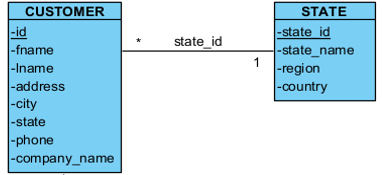 CUSTOMER
-id
-fname
-lname
-address
-city
-state
-phone
-company_name
* state_id
1
STATE
-state_id
-state_name
-region
-country